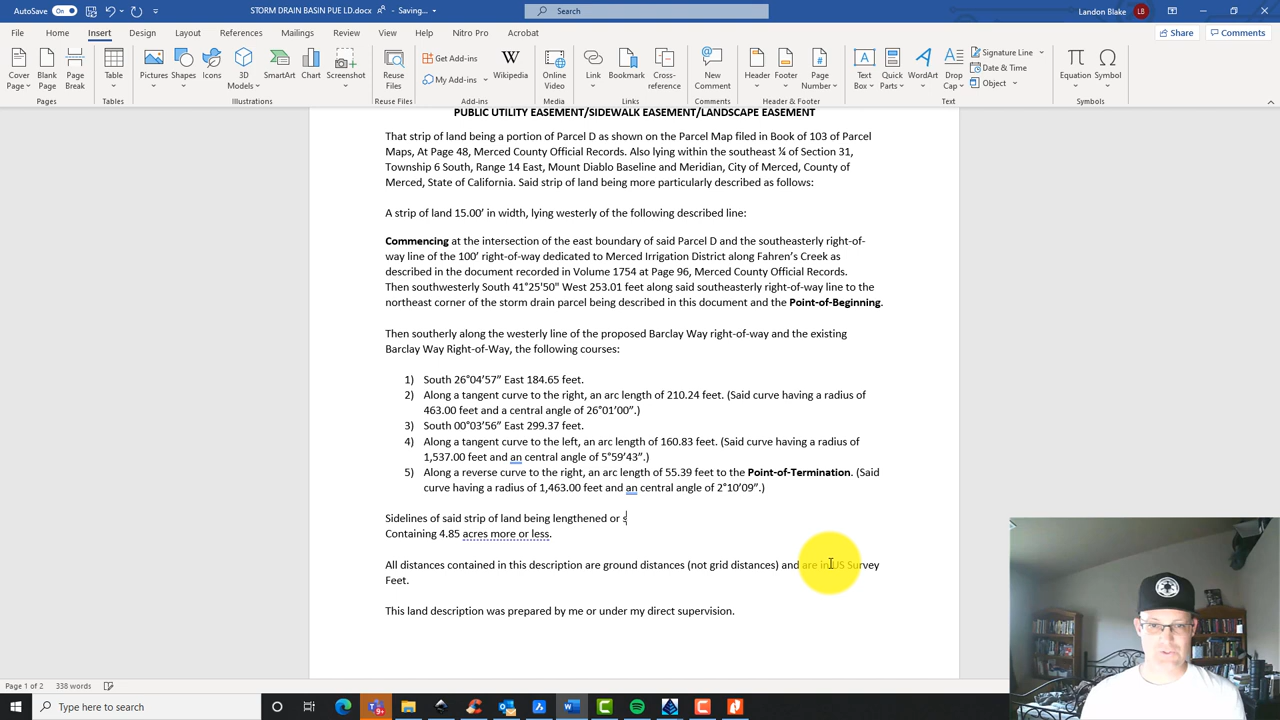 AutoSave On STORM DRAIN BASIN PUE LD.docx - Saving... Search Landon Blake LB
File Home Insert Design Layout References Mailings Review View Help Nitro Pro Acrobat Share Comments
Cover Page Blank Page Page Break Table Pictures Shapes Icons 3D Models SmartArt Chart Screenshot Reuse Files Get Add-ins My Add-ins Wikipedia Online Video Link Bookmark Cross-reference New Comment Header Footer Page Number Text Box Quick Parts WordArt Drop Cap Signature Line Date & Time Object Equation Symbol
Pages Tables Illustrations Reuse Files Add-ins Media Links Comments Header & Footer Text Symbols
PUBLIC UTILITY EASEMENT/SIDEWALK EASEMENT/LANDSCAPE EASEMENT
That strip of land being a portion of Parcel D as shown on the Parcel Map filed in Book of 103 of Parcel
Maps, At Page 48, Merced County Official Records. Also lying within the southeast ¼ of Section 31,
Township 6 South, Range 14 East, Mount Diablo Baseline and Meridian, City of Merced, County of
Merced, State of California. Said strip of land being more particularly described as follows:
A strip of land 15.00’ in width, lying westerly of the following described line:
Commencing at the intersection of the east boundary of said Parcel D and the southeasterly right-of-
way line of the 100’ right-of-way dedicated to Merced Irrigation District along Fahren’s Creek as
described in the document recorded in Volume 1754 at Page 96, Merced County Official Records.
Then southwesterly South 41°25'50" West 253.01 feet along said southeasterly right-of-way line to the
northeast corner of the storm drain parcel being described in this document and the Point-of-Beginning.
Then southerly along the westerly line of the proposed Barclay Way right-of-way and the existing
Barclay Way Right-of-Way, the following courses:
1) South 26°04’57” East 184.65 feet.
2) Along a tangent curve to the right, an arc length of 210.24 feet. (Said curve having a radius of
463.00 feet and a central angle of 26°01’00”.)
3) South 00°03’56” East 299.37 feet.
4) Along a tangent curve to the left, an arc length of 160.83 feet. (Said curve having a radius of
1,537.00 feet and an central angle of 5°59’43”.)
5) Along a reverse curve to the right, an arc length of 55.39 feet to the Point-of-Termination. (Said
curve having a radius of 1,463.00 feet and an central angle of 2°10’09”.)
Sidelines of said strip of land being lengthened or s
Containing 4.85 acres more or less.
All distances contained in this description are ground distances (not grid distances) and are in US Survey
Feet.
This land description was prepared by me or under my direct supervision.
Page 1 of 2 338 words
Type here to search